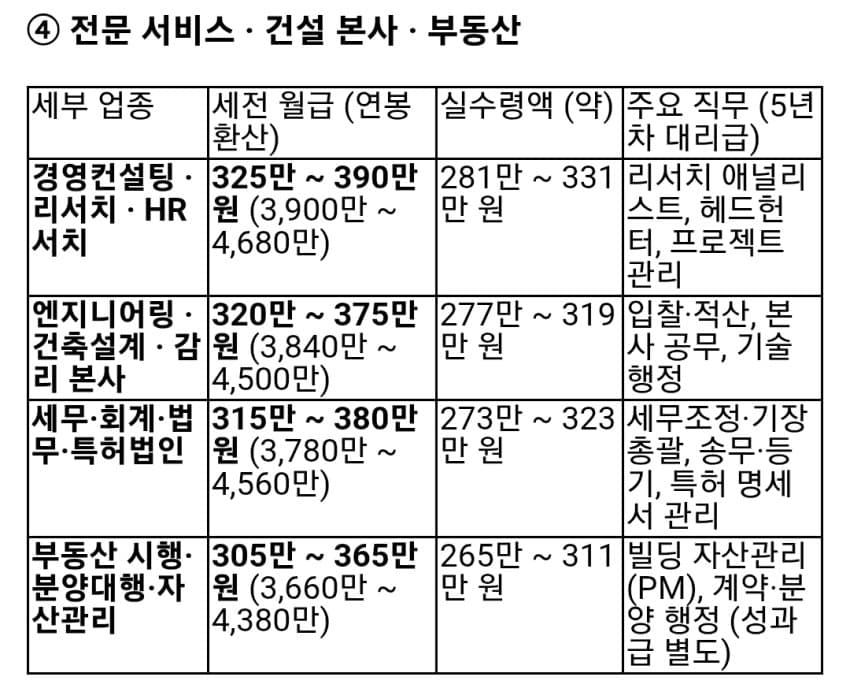 ④ 전문 서비스 · 건설 본사 · 부동산
세부 업종
세전 월급 (연봉
환산)
실수령액 (약)
주요 직무 (5년
차 대리급)
경영컨설팅 ·
리서치 · HR
서치
325만 ~ 390만
원 (3,900만 ~
4,680만)
281만 ~ 331
만 원
리서치 애널리
스트, 헤드헌
터, 프로젝트
관리
엔지니어링 ·
건축설계 · 감
리 본사
320만 ~ 375만
원 (3,840만 ~
4,500만)
277만 ~ 319
만 원
입찰·적산, 본
사 공무, 기술
행정
세무·회계·법
무·특허법인
315만 ~ 380만
원 (3,780만 ~
4,560만)
273만 ~ 323
만 원
세무조정·기장
총괄, 송무·등
기, 특허 명세
서 관리
부동산 시행·
분양대행·자
산관리
305만 ~ 365만
원 (3,660만 ~
4,380만)
265만 ~ 311
만 원
빌딩 자산관리
(PM), 계약·분
양 행정 (성과
급 별도)